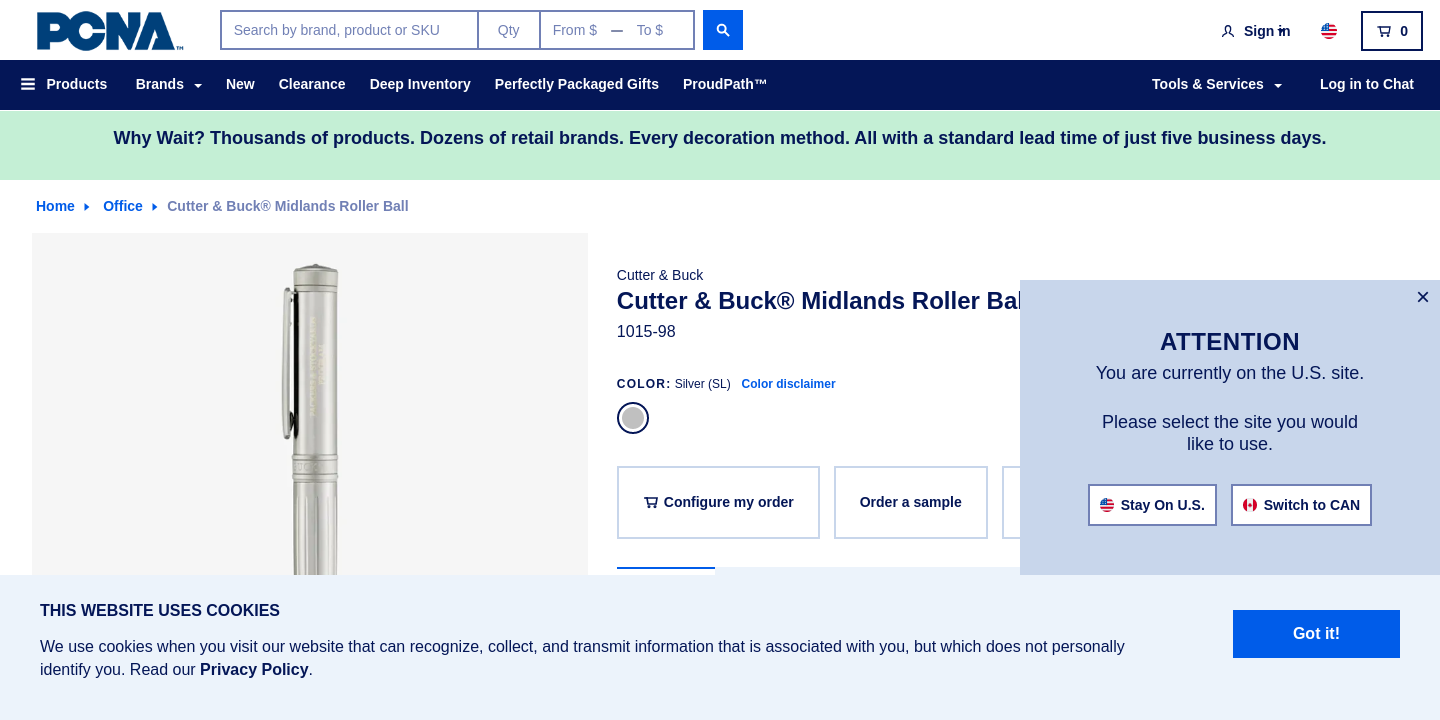 PCNA™
Search by brand, product or SKU
Qty
From $ — To $
Sign in
0
Products
Brands
New
Clearance
Deep Inventory
Perfectly Packaged Gifts
ProudPath™
Tools & Services
Log in to Chat
Why Wait? Thousands of products. Dozens of retail brands. Every decoration method. All with a standard lead time of just five business days.
Home
Office
Cutter & Buck® Midlands Roller Ball
Cutter & Buck
Cutter & Buck® Midlands Roller Bal
1015-98
COLOR: Silver (SL) Color disclaimer
Configure my order
Order a sample
×
ATTENTION
You are currently on the U.S. site.
Please select the site you would
like to use.
Stay On U.S.
Switch to CAN
THIS WEBSITE USES COOKIES
We use cookies when you visit our website that can recognize, collect, and transmit information that is associated with you, but which does not personally
identify you. Read our Privacy Policy.
Got it!